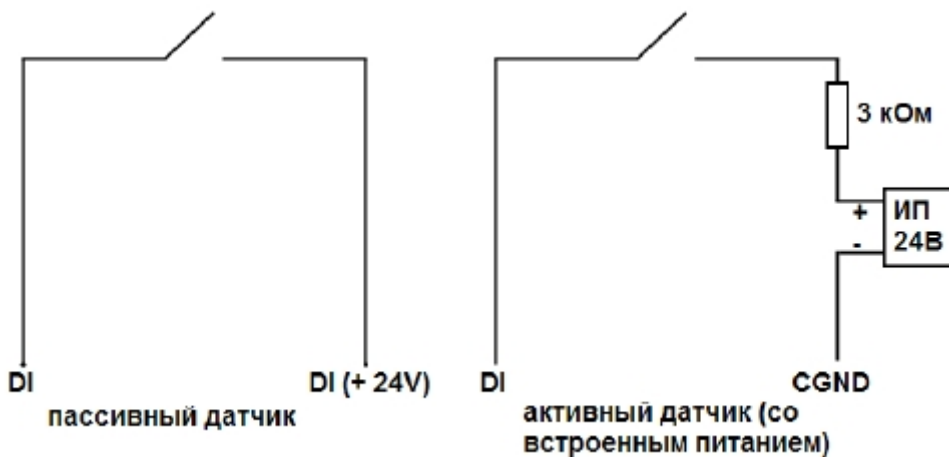 3 кОм
+ ИП
- 24В
DI
DI (+ 24V)
DI
CGND
пассивный датчик
активный датчик (со
встроенным питанием)